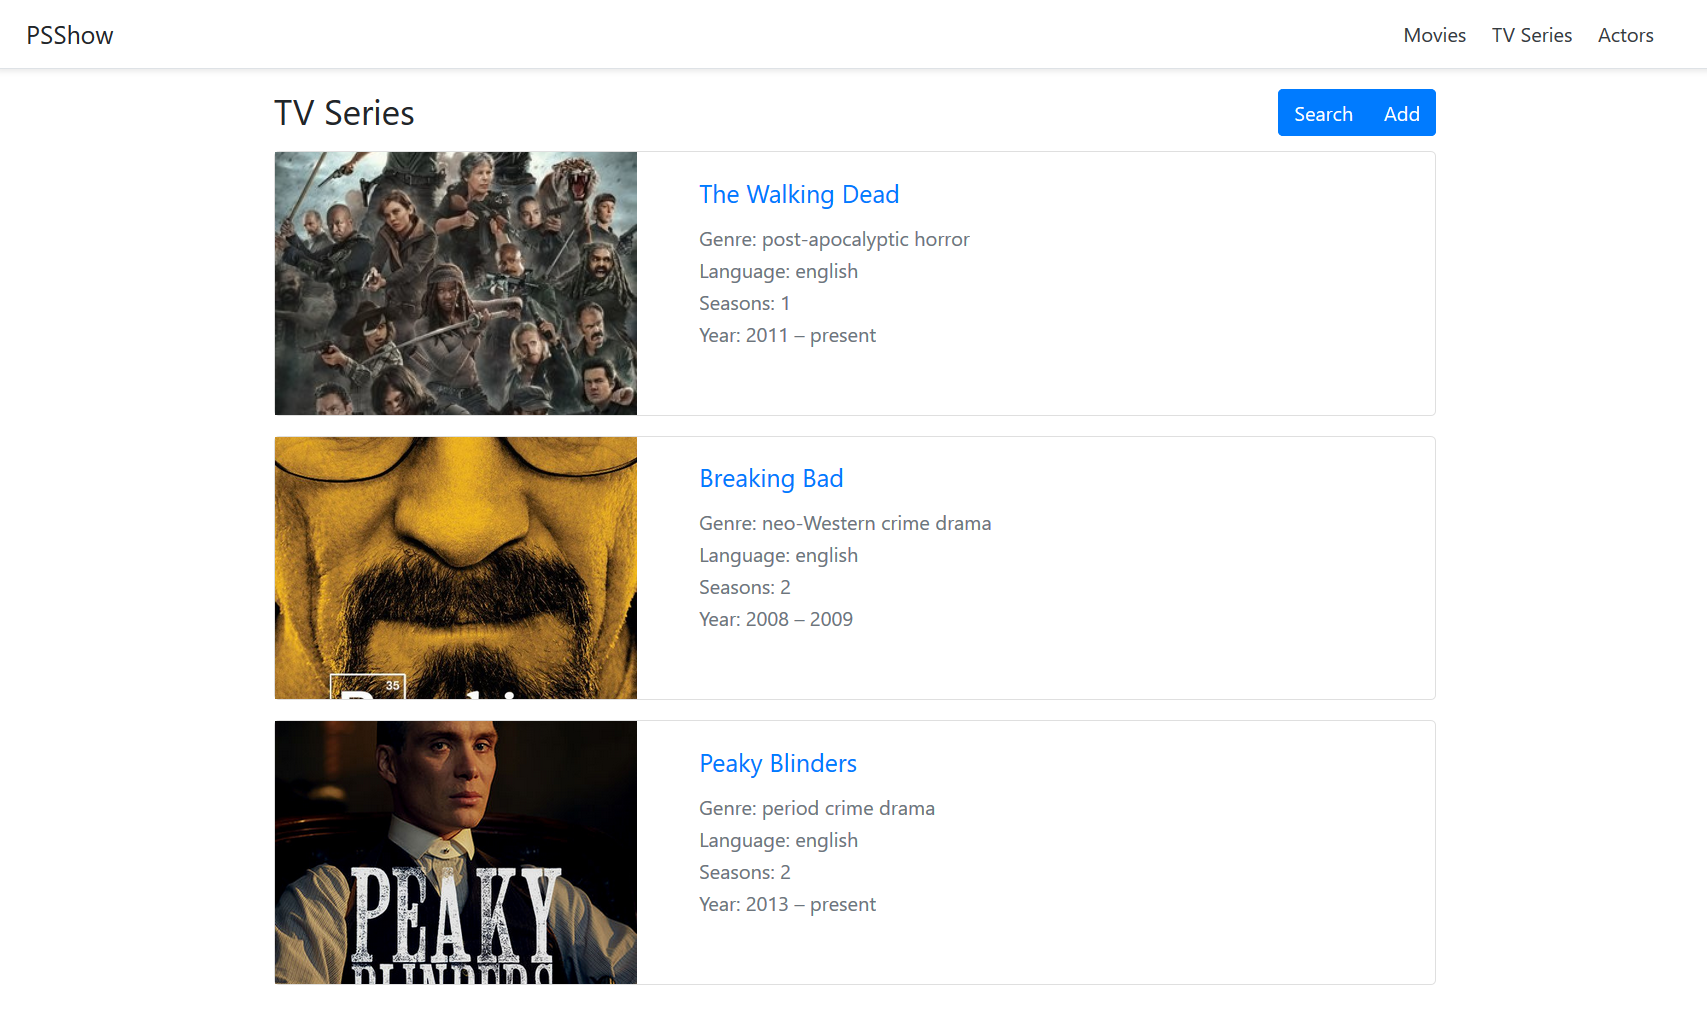 PSShow
Movies TV Series Actors
TV Series
Search Add
The Walking Dead
Genre: post-apocalyptic horror
Language: english
Seasons: 1
Year: 2011 – present
Breaking Bad
Genre: neo-Western crime drama
Language: english
Seasons: 2
Year: 2008 – 2009
35
Peaky Blinders
Genre: period crime drama
Language: english
Seasons: 2
Year: 2013 – present
PEAKY
BLINDERS